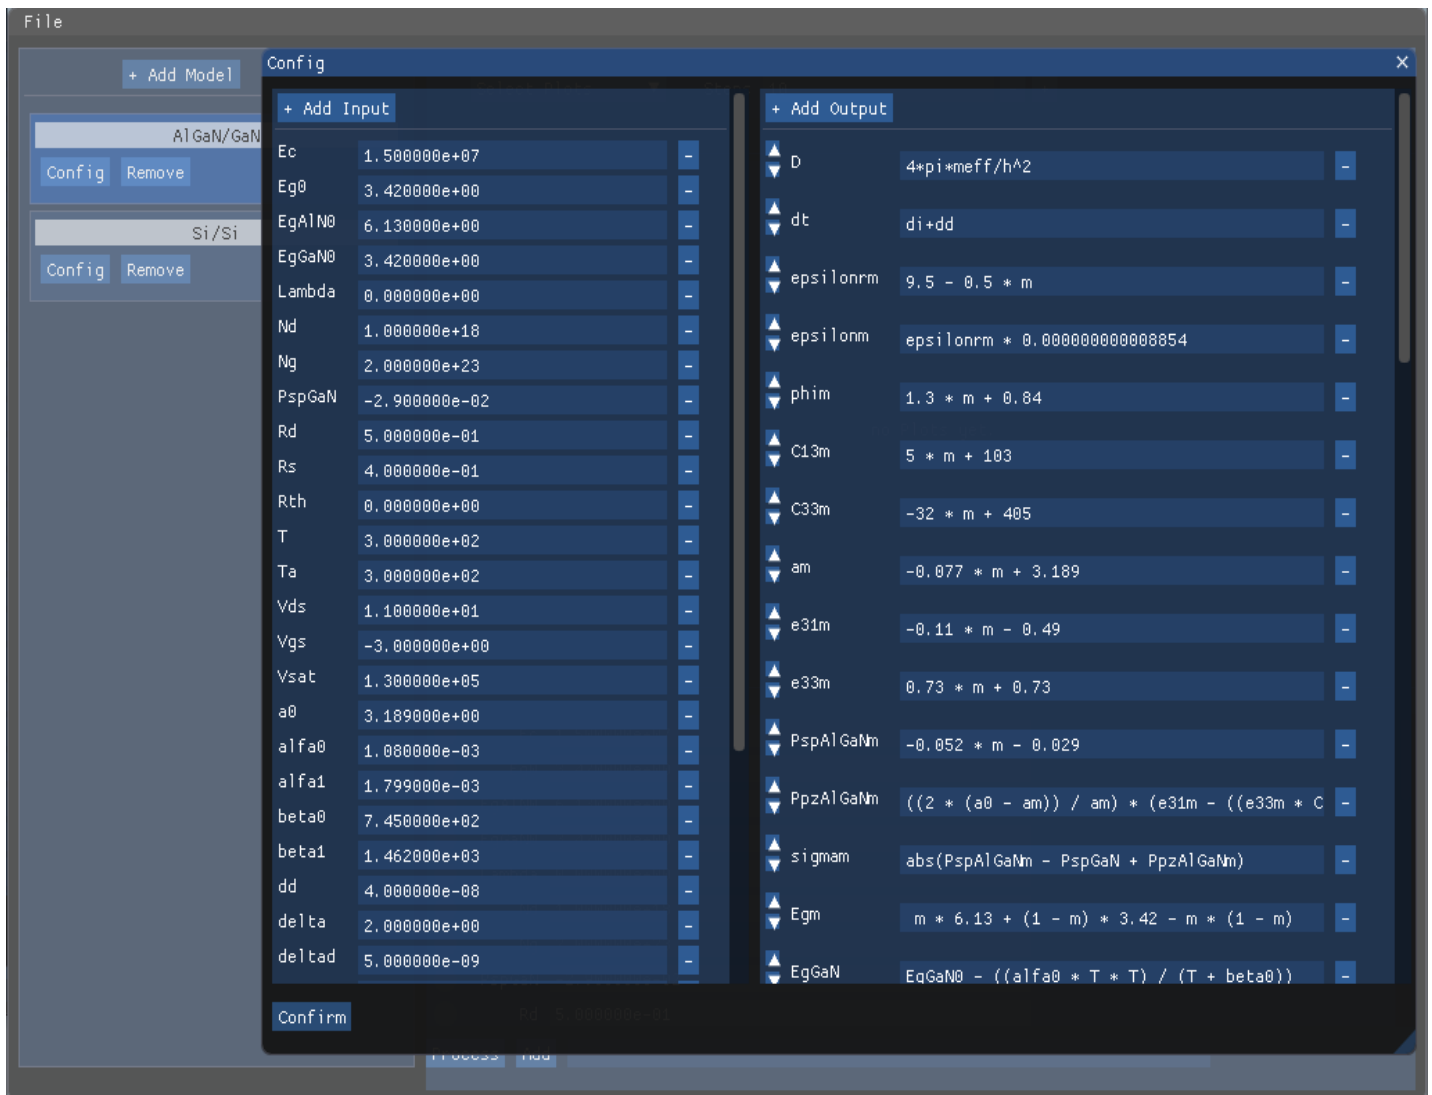 File
+ Add Model
AlGaN/GaN
Config Remove
Si/Si
Config Remove
Config
+ Add Input
Ec 1.500000e+07 -
Eg0 3.420000e+00 -
EgAlN0 6.130000e+00 -
EgGaN0 3.420000e+00 -
Lambda 0.000000e+00 -
Nd 1.000000e+18 -
Ng 2.000000e+23 -
PspGaN -2.900000e-02 -
Rd 5.000000e-01 -
Rs 4.000000e-01 -
Rth 0.000000e+00 -
T 3.000000e+02 -
Ta 3.000000e+02 -
Vds 1.100000e+01 -
Vgs -3.000000e+00 -
Vsat 1.300000e+05 -
a0 3.189000e+00 -
alfa0 1.080000e-03 -
alfa1 1.799000e-03 -
beta0 7.450000e+02 -
beta1 1.462000e+03 -
dd 4.000000e-08 -
delta 2.000000e+00 -
deltad 5.000000e-09 -
+ Add Output
D 4*pi*meff/h^2 -
dt di+dd -
epsilonrm 9.5 - 0.5 * m -
epsilonm epsilonrm * 0.000000000008854 -
phim 1.3 * m + 0.84 -
C13m 5 * m + 103 -
C33m -32 * m + 405 -
am -0.077 * m + 3.189 -
e31m -0.11 * m - 0.49 -
e33m 0.73 * m + 0.73 -
PspAlGaNm -0.052 * m - 0.029 -
PpzAlGaNm ((2 * (a0 - am)) / am) * (e31m - ((e33m * C -
sigmam abs(PspAlGaNm - PspGaN + PpzAlGaNm) -
Egm m * 6.13 + (1 - m) * 3.42 - m * (1 - m) -
EgGaN EgGaN0 - ((alfa0 * T * T) / (T + beta0)) -
Confirm
Rd 5.000000e-01
Process Add